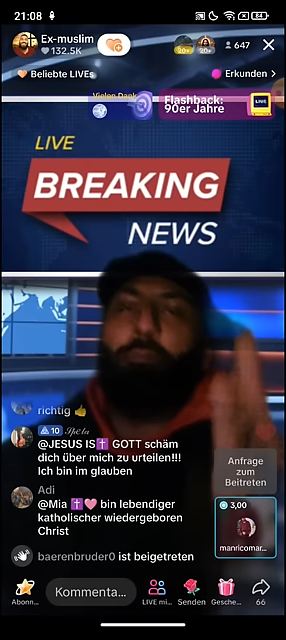 21:08
84
Ex-muslim
132.5K
20+
20+
647
Beliebte LIVEs
Erkunden >
Vielen Dank
Flashback:
90er Jahre
LIVE
LIVE
BREAKING
NEWS
richtig 👍
10
@JESUS IS✝️ GOTT schäm
dich über mich zu urteilen!!!
Ich bin im glauben
Adi
@Mia ✝️🩷 bin lebendiger
katholischer wiedergeboren
Christ
baerenbruder0 ist beigetreten
Anfrage
zum
Beitreten
3,00
manricomar...
Abonn...
Kommenta...
LIVE mi...
Senden
Gesche...
66